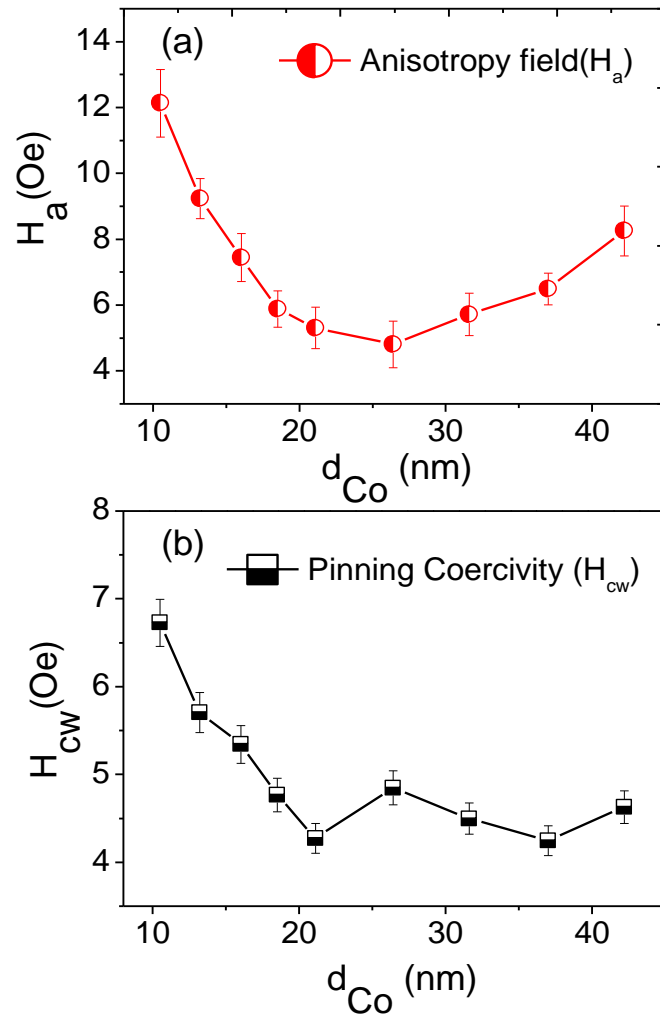 (a)
Anisotropy field(Ha)
14
12
10
8
6
4
Ha(Oe)
10 20 30 40
dCo (nm)
(b)
Pinning Coercivity (Hcw)
8
7
6
5
4
Hcw(Oe)
10 20 30 40
dCo (nm)